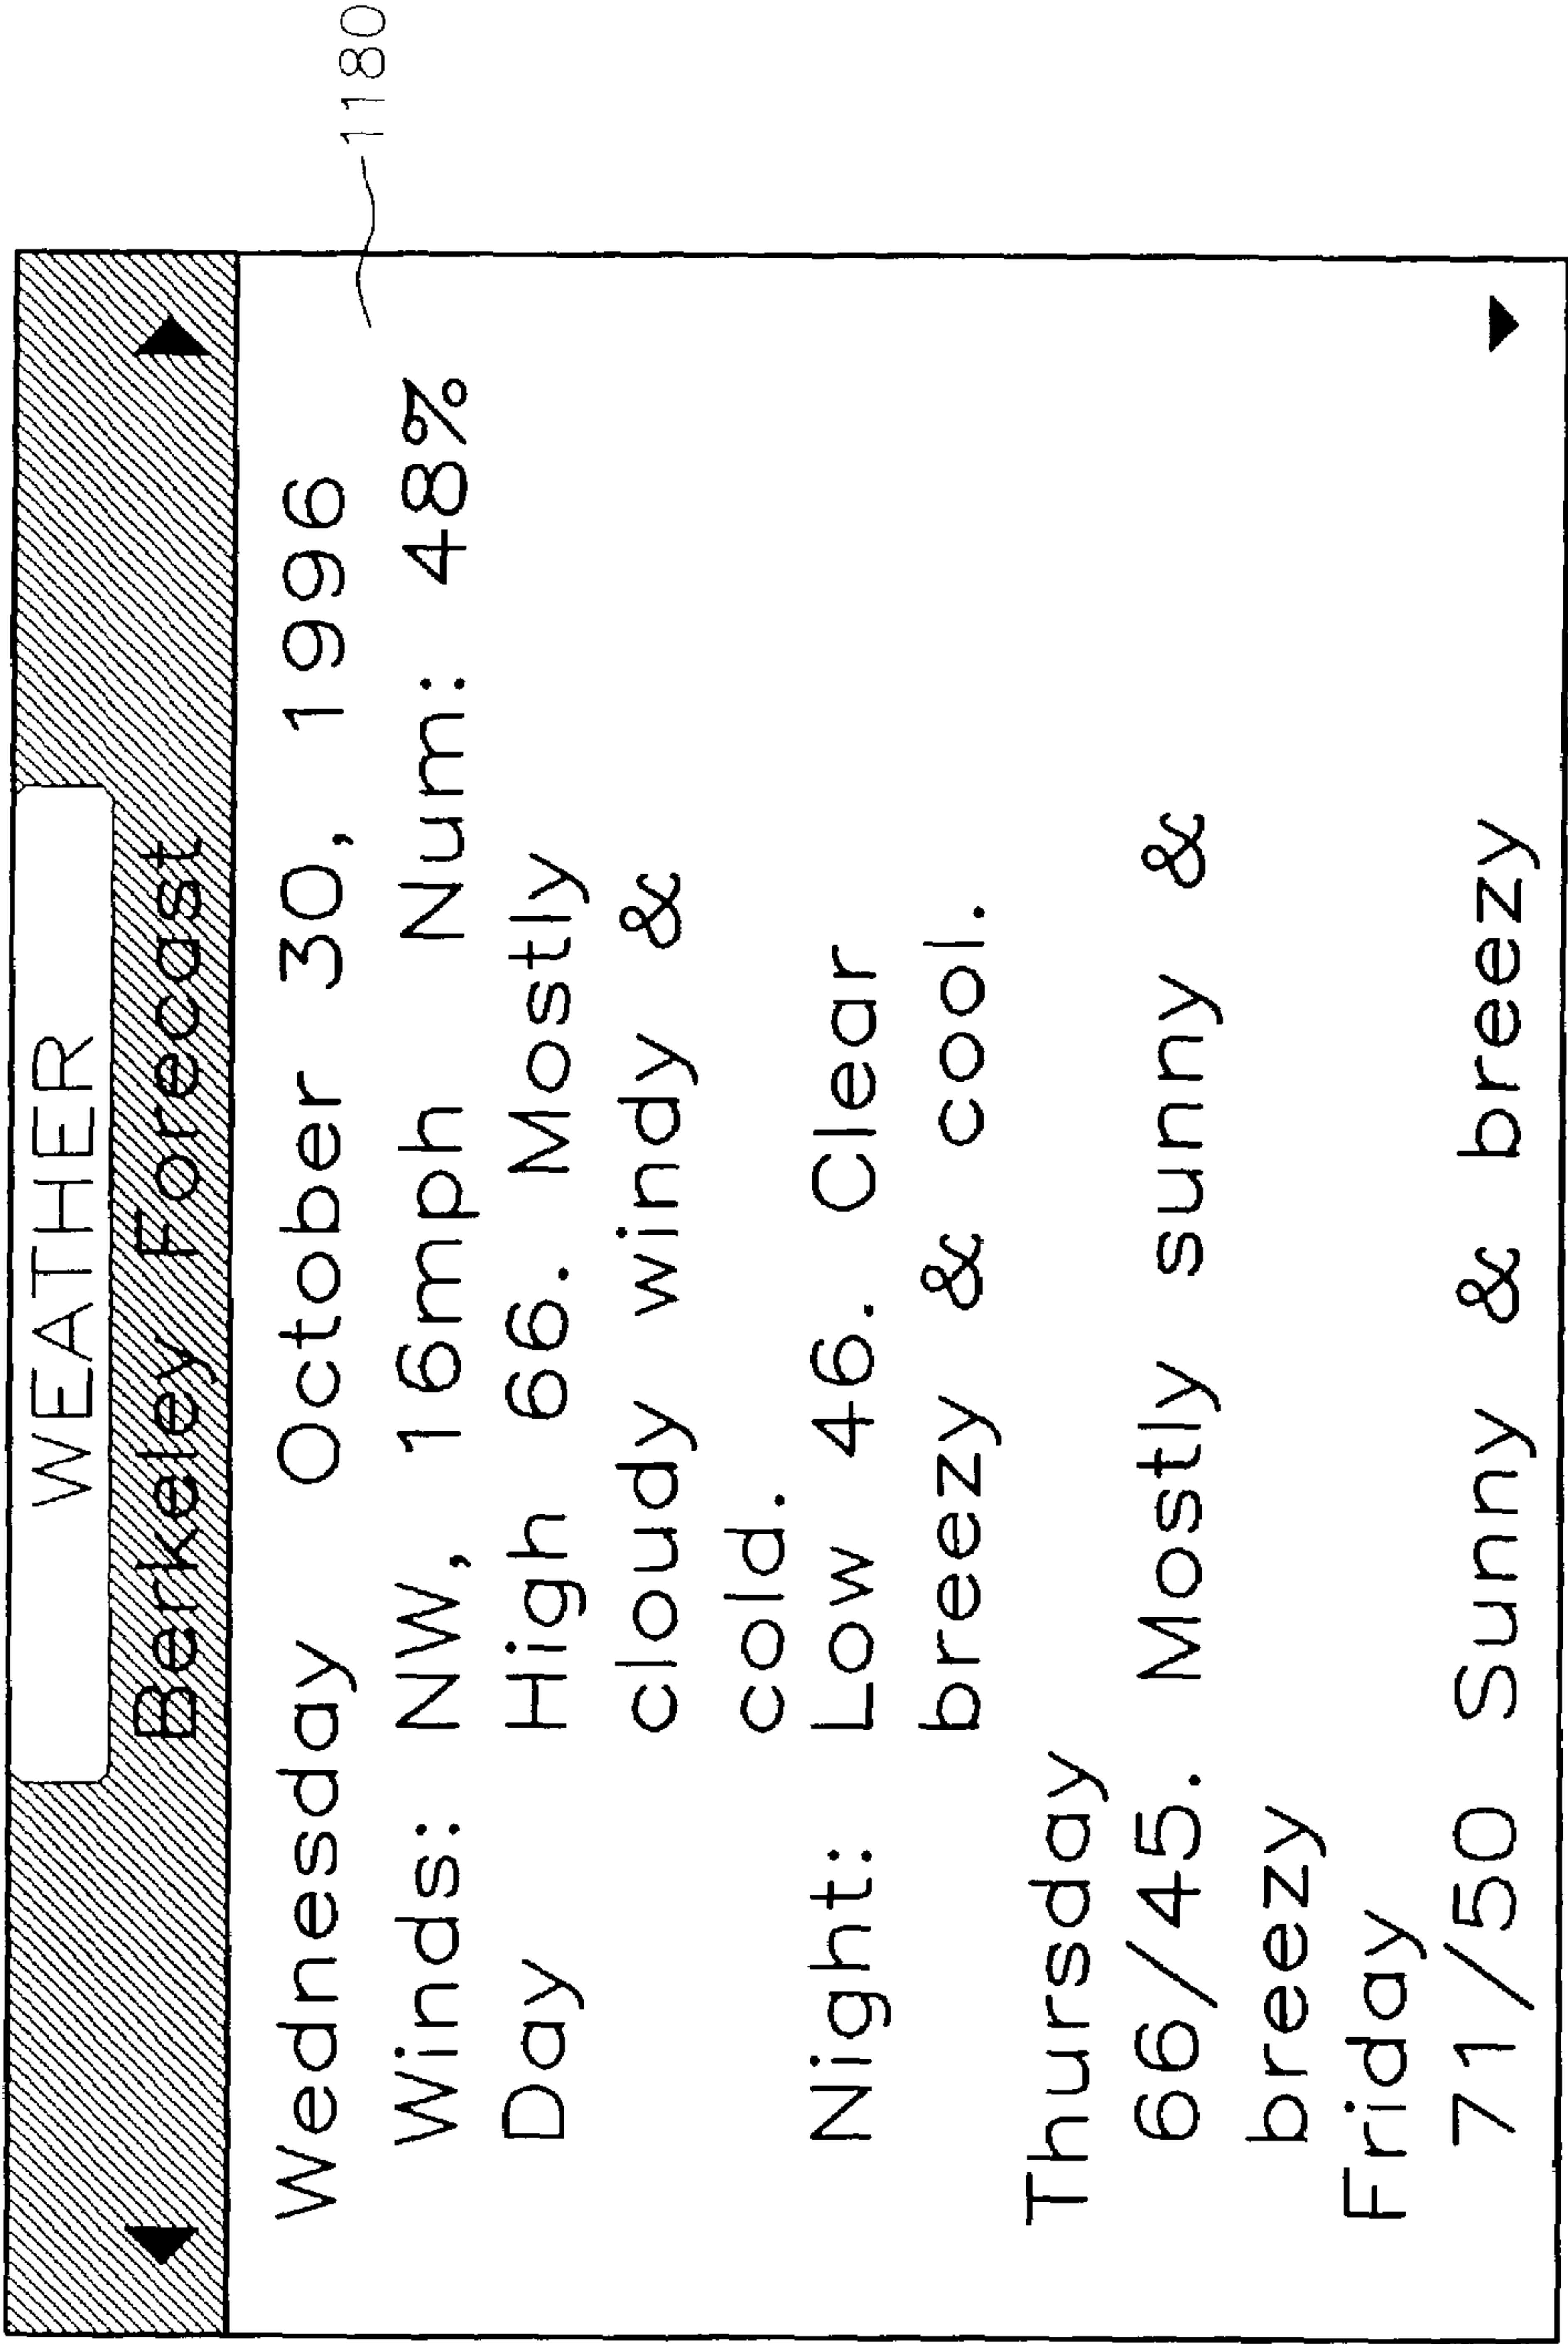 WEATHER
Berkeley Forecast
Wednesday October 30, 1996
Winds: NW, 16mph Num: 48%
Day High 66. Mostly
cloudy windy &
cold.
Night: Low 46. Clear
breezy & cool.
Thursday
66/45. Mostly sunny &
breezy
Friday
71/50 Sunny & breezy
1180